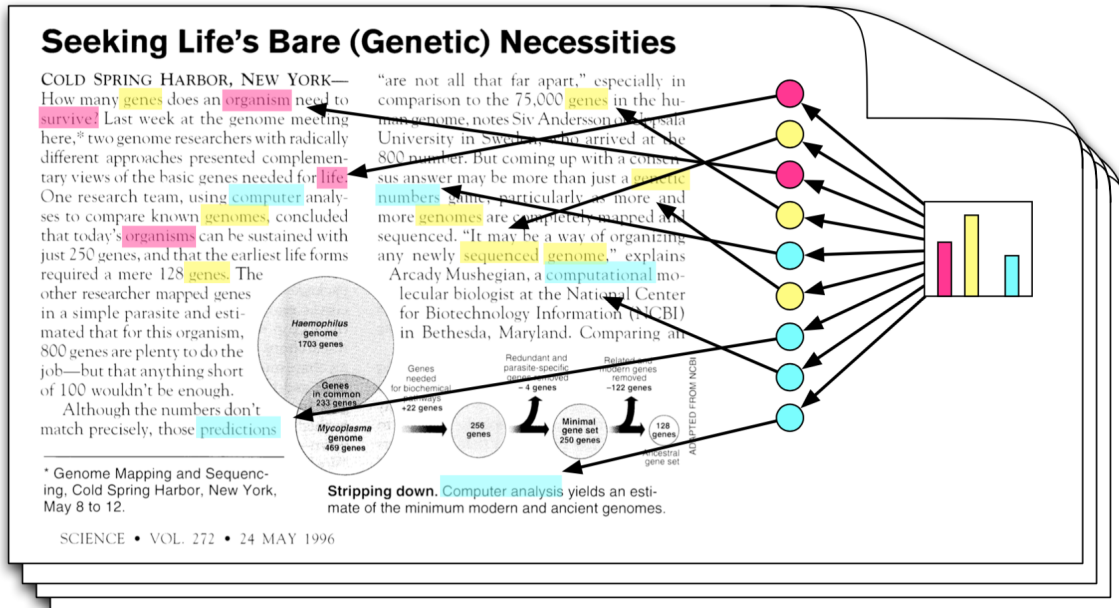 Seeking Life's Bare (Genetic) Necessities
COLD SPRING HARBOR, NEW YORK—
How many genes does an organism need to
survive? Last week at the genome meeting
here,* two genome researchers with radically
different approaches presented complemen-
tary views of the basic genes needed for life.
One research team, using computer analy-
ses to compare known genomes, concluded
that today's organisms can be sustained with
just 250 genes, and that the earliest life forms
required a mere 128 genes. The
other researcher mapped genes
in a simple parasite and esti-
mated that for this organism,
800 genes are plenty to do the
job—but that anything short
of 100 wouldn't be enough.
Although the numbers don't
match precisely, those predictions
* Genome Mapping and Sequenc-
ing, Cold Spring Harbor, New York,
May 8 to 12.
SCIENCE • VOL. 272 • 24 MAY 1996
"are not all that far apart," especially in
comparison to the 75,000 genes in the hu-
man genome, notes Siv Andersson of Uppsala
University in Sweden, who arrived at the
800 number. But coming up with a consen-
sus answer may be more than just a genetic
numbers game, particularly as more and
more genomes are completely mapped and
sequenced. "It may be a way of organizing
any newly sequenced genome," explains
Arcady Mushegian, a computational mo-
lecular biologist at the National Center
for Biotechnology Information (NCBI)
in Bethesda, Maryland. Comparing an
Haemophilus
genome
1703 genes
Genes
in common
233 genes
Mycoplasma
genome
469 genes
Genes
needed
for biochemical
pathways
+22 genes
256
genes
Redundant and
parasite-specific
genes removed
– 4 genes
Minimal
gene set
250 genes
Related and
modern genes
removed
–122 genes
128
genes
Ancestral
gene set
ADAPTED FROM NCBI
Stripping down. Computer analysis yields an esti-
mate of the minimum modern and ancient genomes.